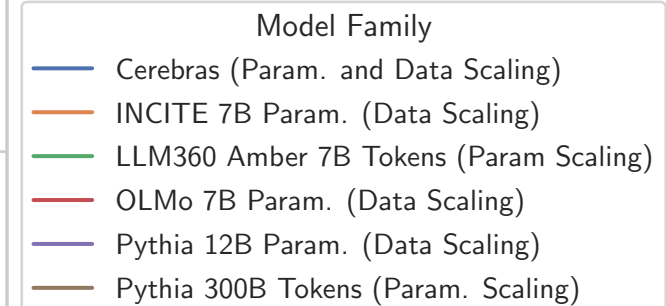 Model Family
Cerebras (Param. and Data Scaling)
INCITE 7B Param. (Data Scaling)
LLM360 Amber 7B Tokens (Param Scaling)
OLMo 7B Param. (Data Scaling)
Pythia 12B Param. (Data Scaling)
Pythia 300B Tokens (Param. Scaling)